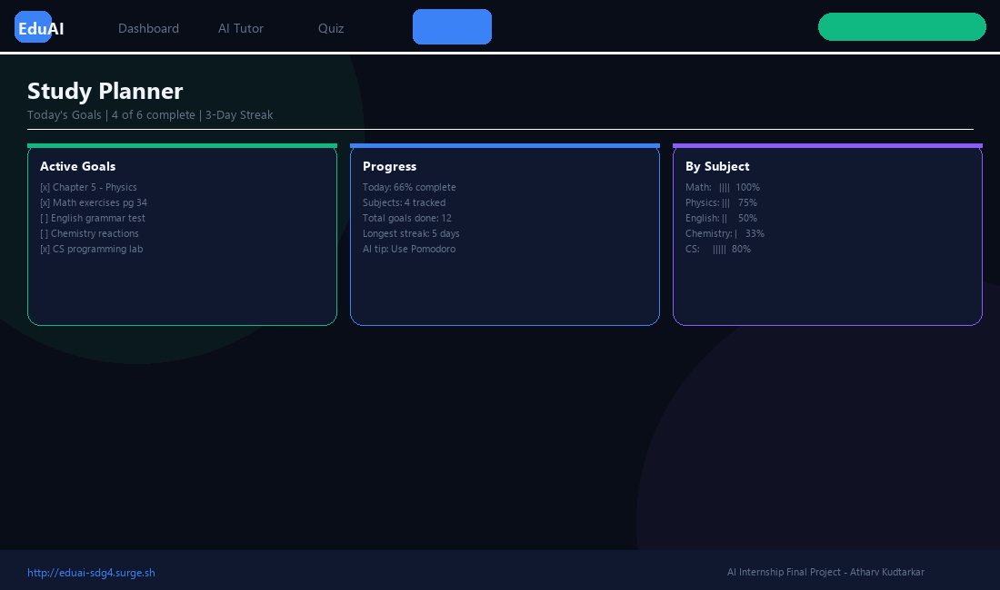 EduAI Dashboard AI Tutor Quiz
Study Planner
Today's Goals | 4 of 6 complete | 3-Day Streak
Active Goals
[x] Chapter 5 - Physics
[x] Math exercises pg 34
[ ] English grammar test
[ ] Chemistry reactions
[x] CS programming lab
Progress
Today: 66% complete
Subjects: 4 tracked
Total goals done: 12
Longest streak: 5 days
AI tip: Use Pomodoro
By Subject
Math: |||| 100%
Physics: ||| 75%
English: || 50%
Chemistry: | 33%
CS: ||||| 80%
http://eduai-sdg4.surge.sh
AI Internship Final Project - Atharv Kudtarkar